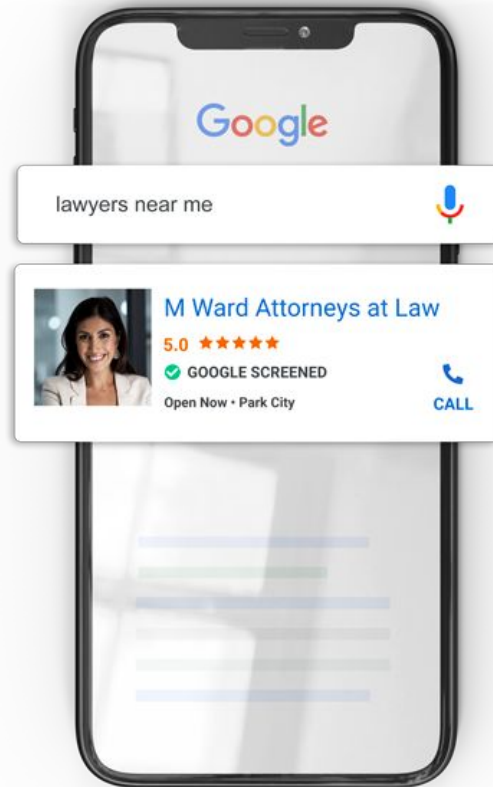 Google
lawyers near me
M Ward Attorneys at Law
5.0
GOOGLE SCREENED
Open Now • Park City
CALL